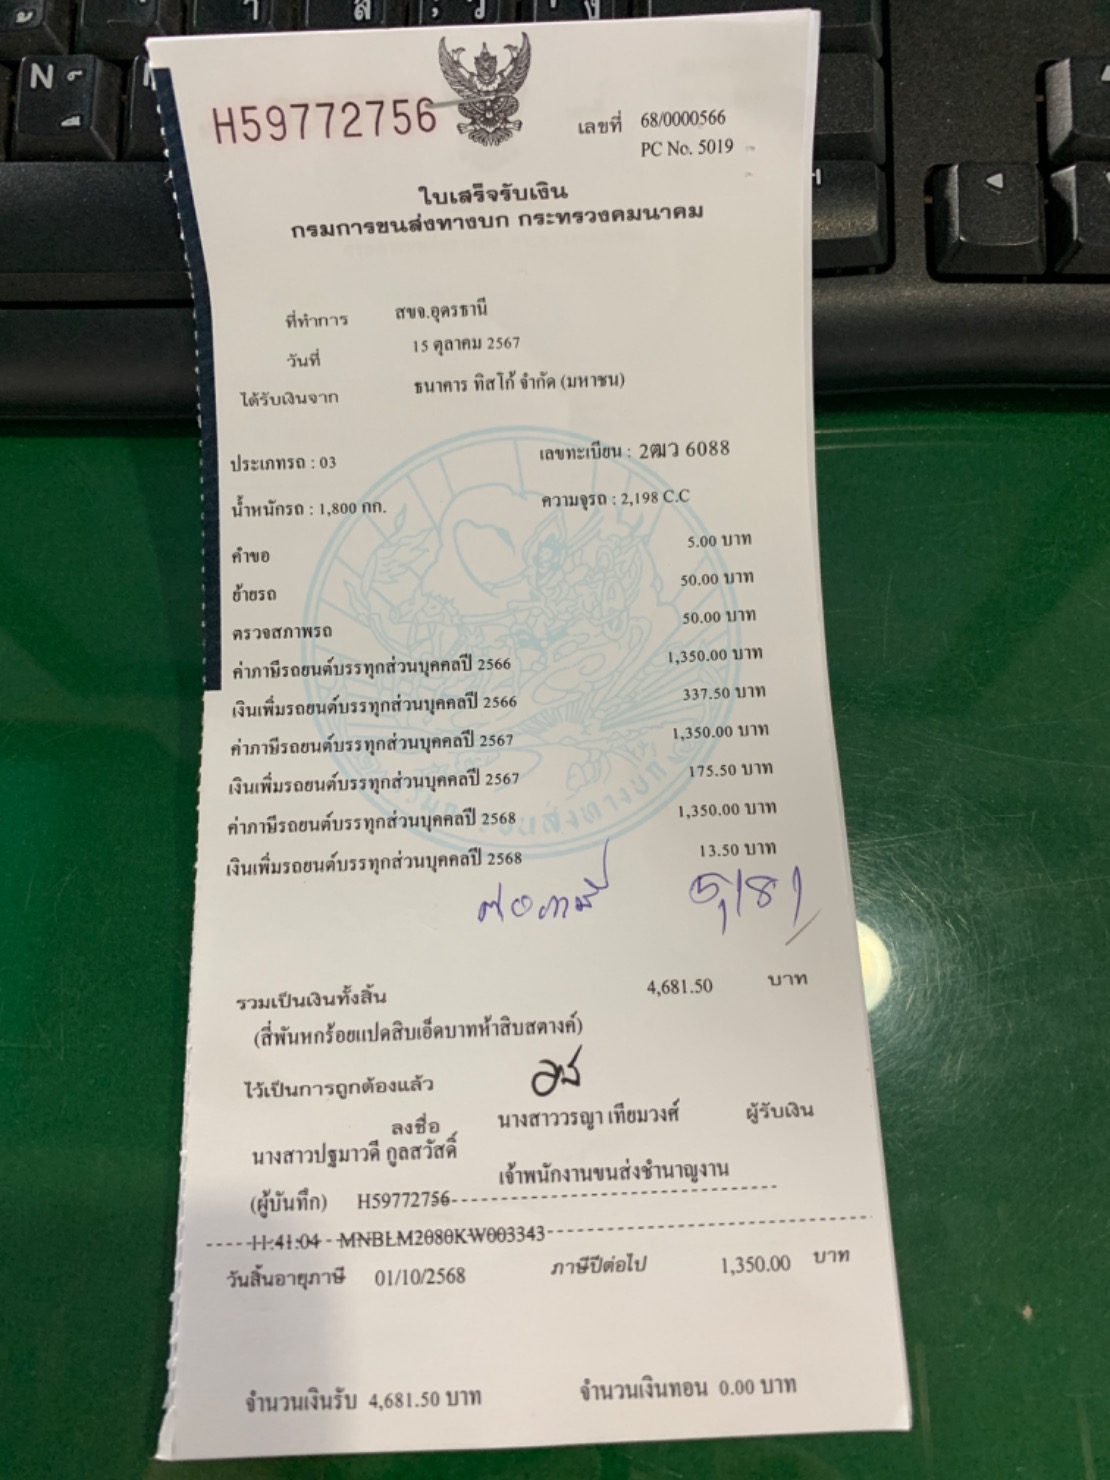 H59772756
เลขที่ 68/0000566
PC No. 5019
ใบเสร็จรับเงิน
กรมการขนส่งทางบก กระทรวงคมนาคม
ที่ทำการ สขจ.อุดรธานี
วันที่ 15 ตุลาคม 2567
ได้รับเงินจาก ธนาคาร ทิสโก้ จำกัด (มหาชน)
ประเภทรถ : 03 เลขทะเบียน : 2ฒว 6088
น้ำหนักรถ : 1,800 กก. ความจุรถ : 2,198 C.C
คำขอ 5.00 บาท
ย้ายรถ 50.00 บาท
ตรวจสภาพรถ 50.00 บาท
ค่าภาษีรถยนต์บรรทุกส่วนบุคคลปี 2566 1,350.00 บาท
เงินเพิ่มรถยนต์บรรทุกส่วนบุคคลปี 2566 337.50 บาท
ค่าภาษีรถยนต์บรรทุกส่วนบุคคลปี 2567 1,350.00 บาท
เงินเพิ่มรถยนต์บรรทุกส่วนบุคคลปี 2567 175.50 บาท
ค่าภาษีรถยนต์บรรทุกส่วนบุคคลปี 2568 1,350.00 บาท
เงินเพิ่มรถยนต์บรรทุกส่วนบุคคลปี 2568 13.50 บาท
รวมเป็นเงินทั้งสิ้น 4,681.50 บาท
(สี่พันหกร้อยแปดสิบเอ็ดบาทห้าสิบสตางค์)
ไว้เป็นการถูกต้องแล้ว
ลงชื่อ นางสาววรญา เทียมวงศ์ ผู้รับเงิน
นางสาวปฐมาวดี กูลสวัสดิ์
เจ้าพนักงานขนส่งชำนาญงาน
(ผู้บันทึก) H59772756
11:41:04 MNBLM2080KW003343
วันสิ้นอายุภาษี 01/10/2568 ภาษีปีต่อไป 1,350.00 บาท
จำนวนเงินรับ 4,681.50 บาท จำนวนเงินทอน 0.00 บาท